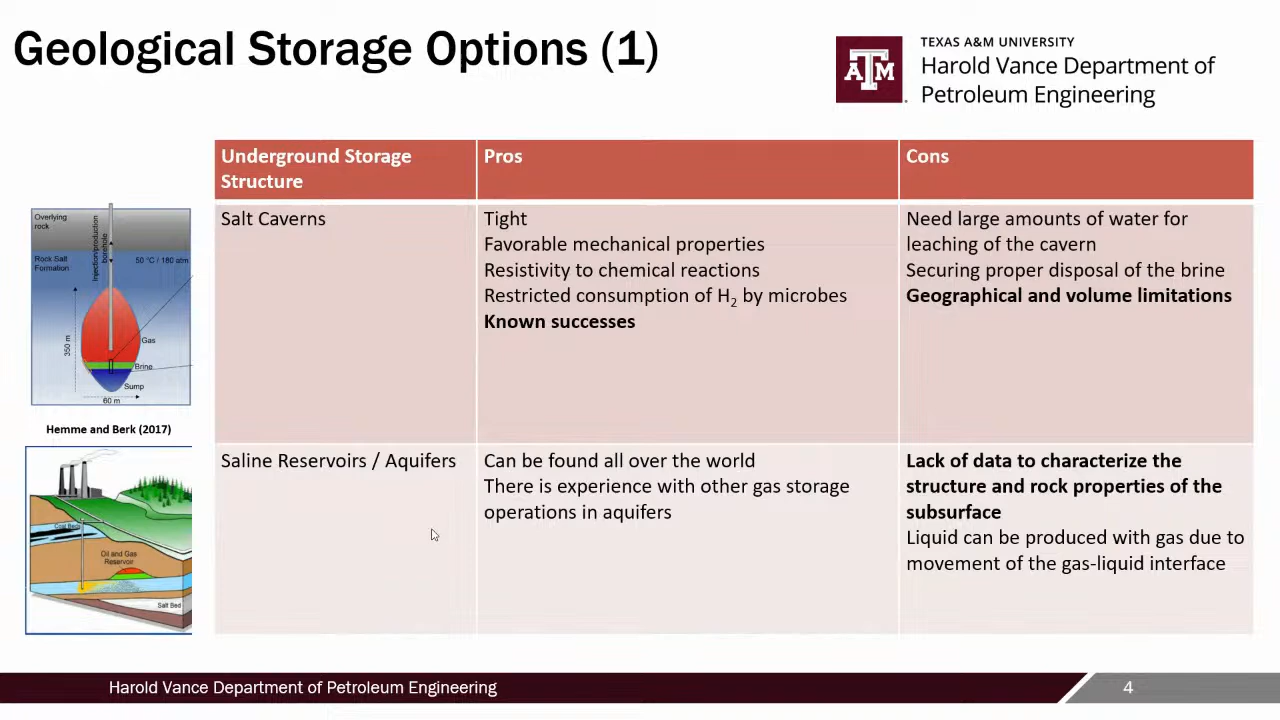 Geological Storage Options (1)
ATM
TEXAS A&M UNIVERSITY
Harold Vance Department of
Petroleum Engineering
Underground Storage
Structure
Pros
Cons
Salt Caverns
Tight
Favorable mechanical properties
Resistivity to chemical reactions
Restricted consumption of H2 by microbes
Known successes
Need large amounts of water for
leaching of the cavern
Securing proper disposal of the brine
Geographical and volume limitations
Saline Reservoirs / Aquifers
Can be found all over the world
There is experience with other gas storage
operations in aquifers
Lack of data to characterize the
structure and rock properties of the
subsurface
Liquid can be produced with gas due to
movement of the gas-liquid interface
Overlying
rock
Injection/production
borehole
Rock Salt
Formation
50 °C / 180 atm
350 m
Gas
Brine
Sump
60 m
Hemme and Berk (2017)
Coal Beds
Oil and Gas
Reservoir
Salt Bed
Harold Vance Department of Petroleum Engineering
4